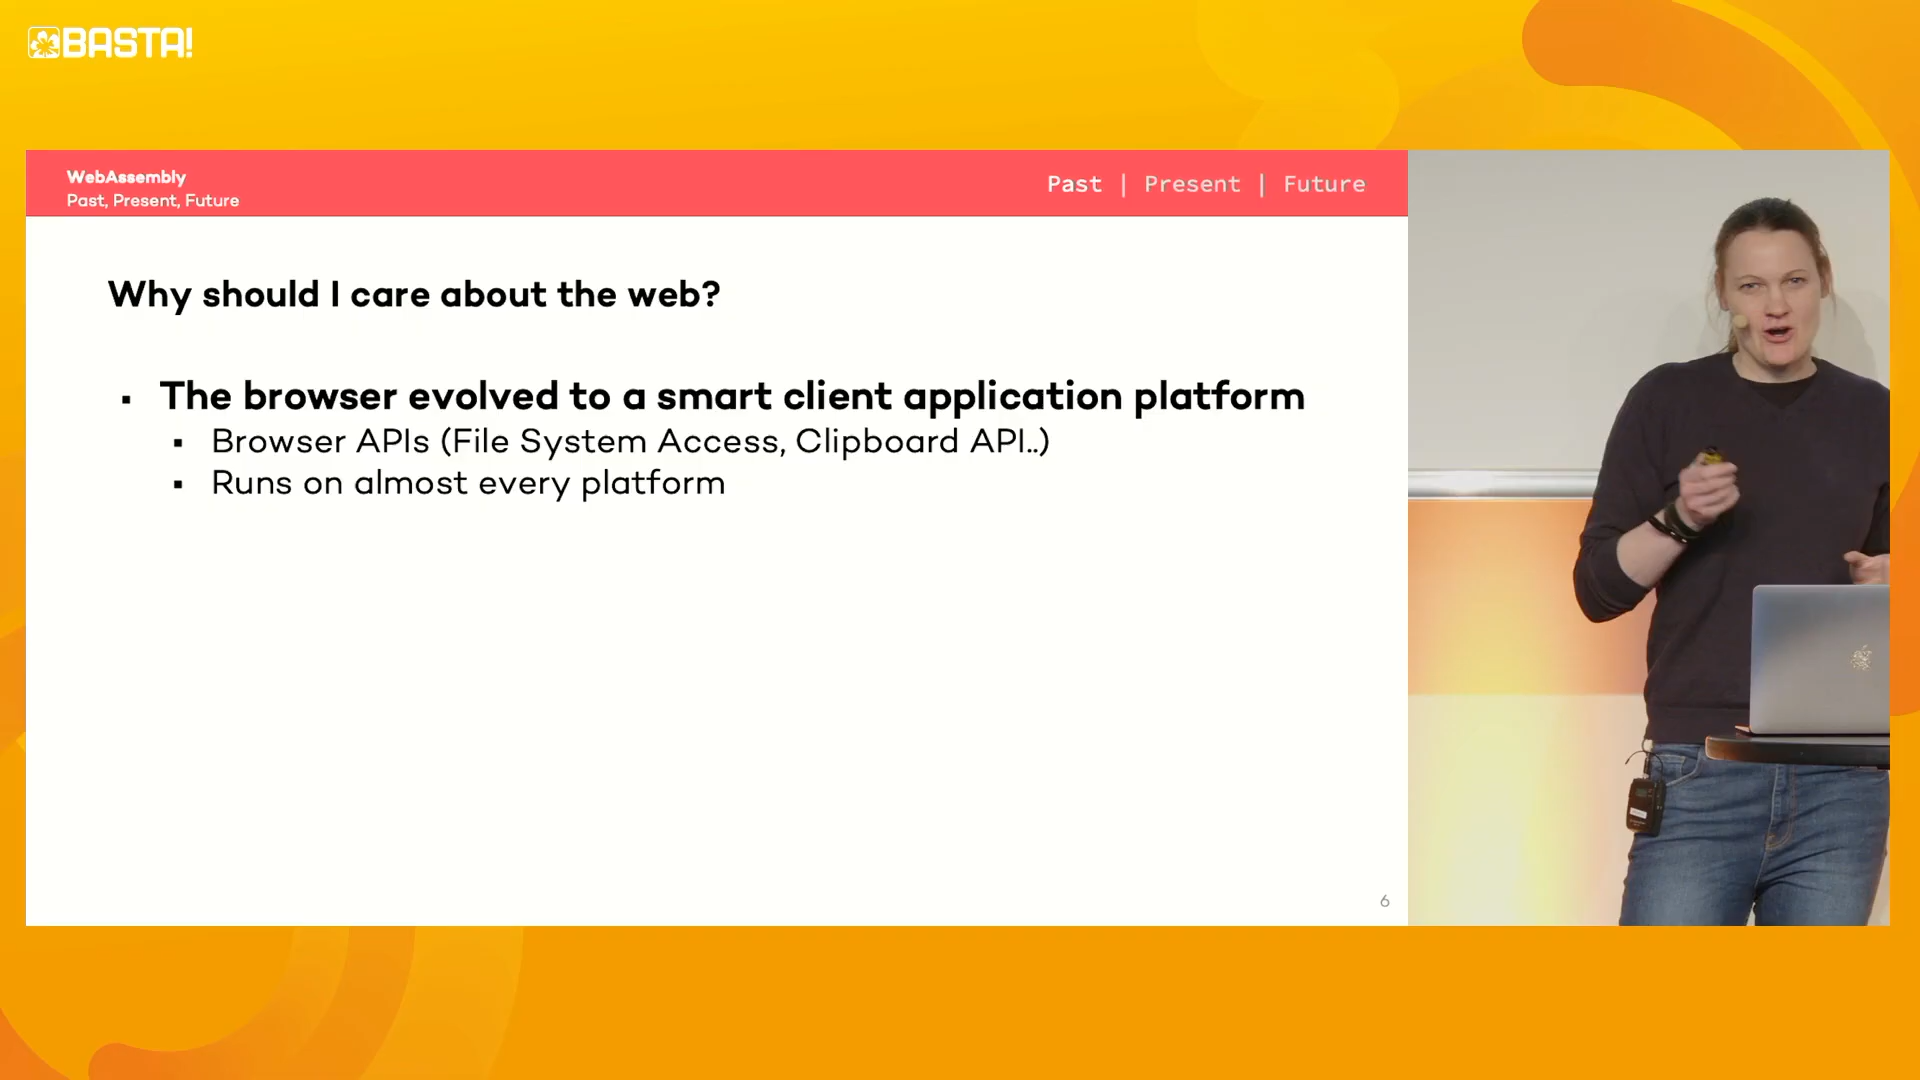 BASTA!
WebAssembly
Past, Present, Future
Past | Present | Future
Why should I care about the web?
▪ The browser evolved to a smart client application platform
▪ Browser APIs (File System Access, Clipboard API..)
▪ Runs on almost every platform
6